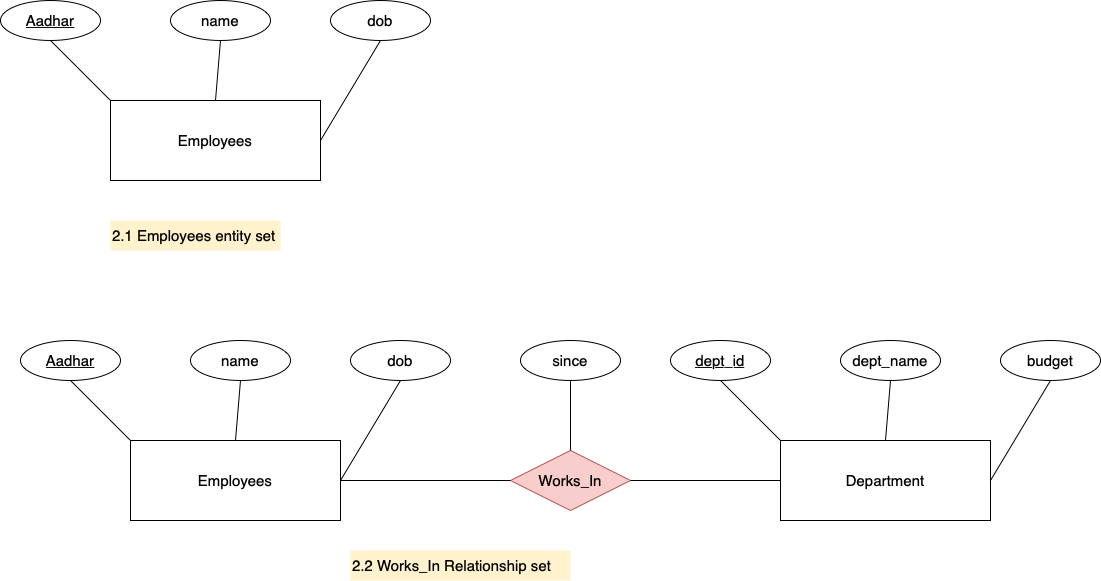 Aadhar
name
dob
Employees
2.1 Employees entity set
Aadhar
name
dob
since
dept_id
dept_name
budget
Employees
Works_In
Department
2.2 Works_In Relationship set